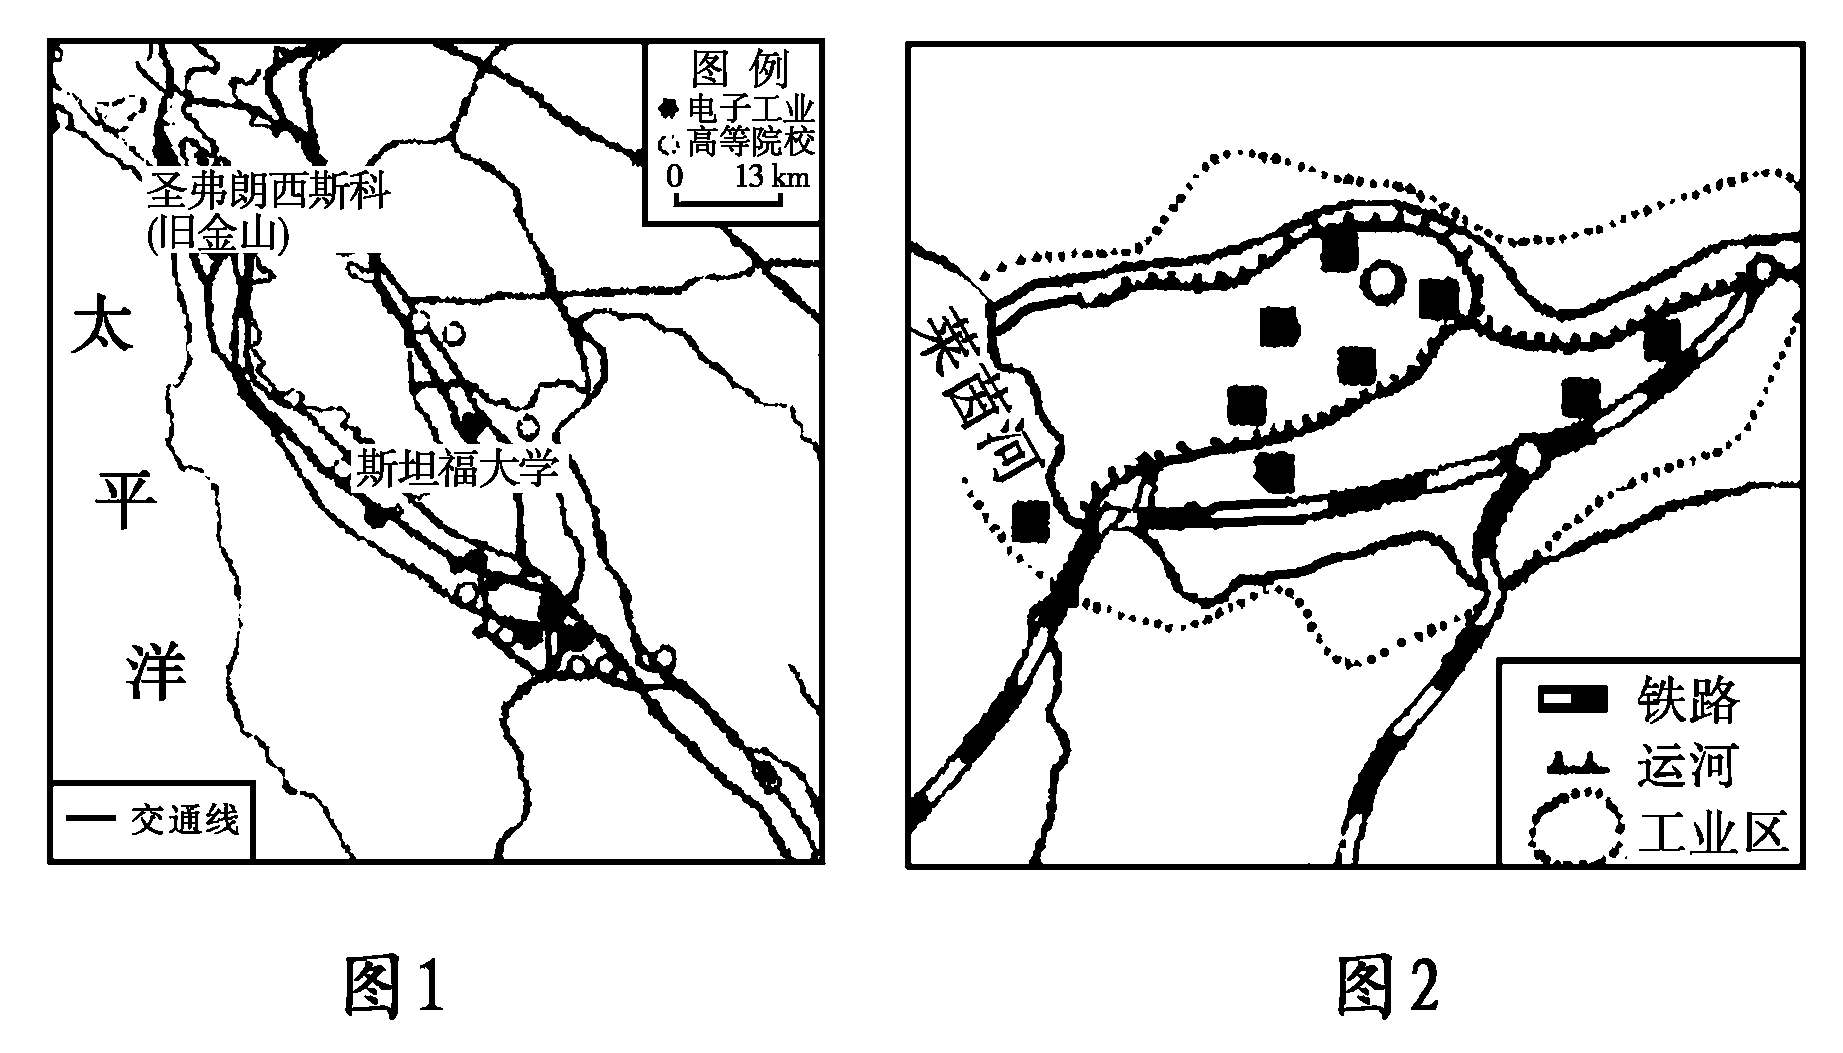 图 例
电子工业
高等院校
0 13 km
圣弗朗西斯科
(旧金山)
太
平
洋
斯坦福大学
交通线
图1
莱茵河
铁路
运河
工业区
图2